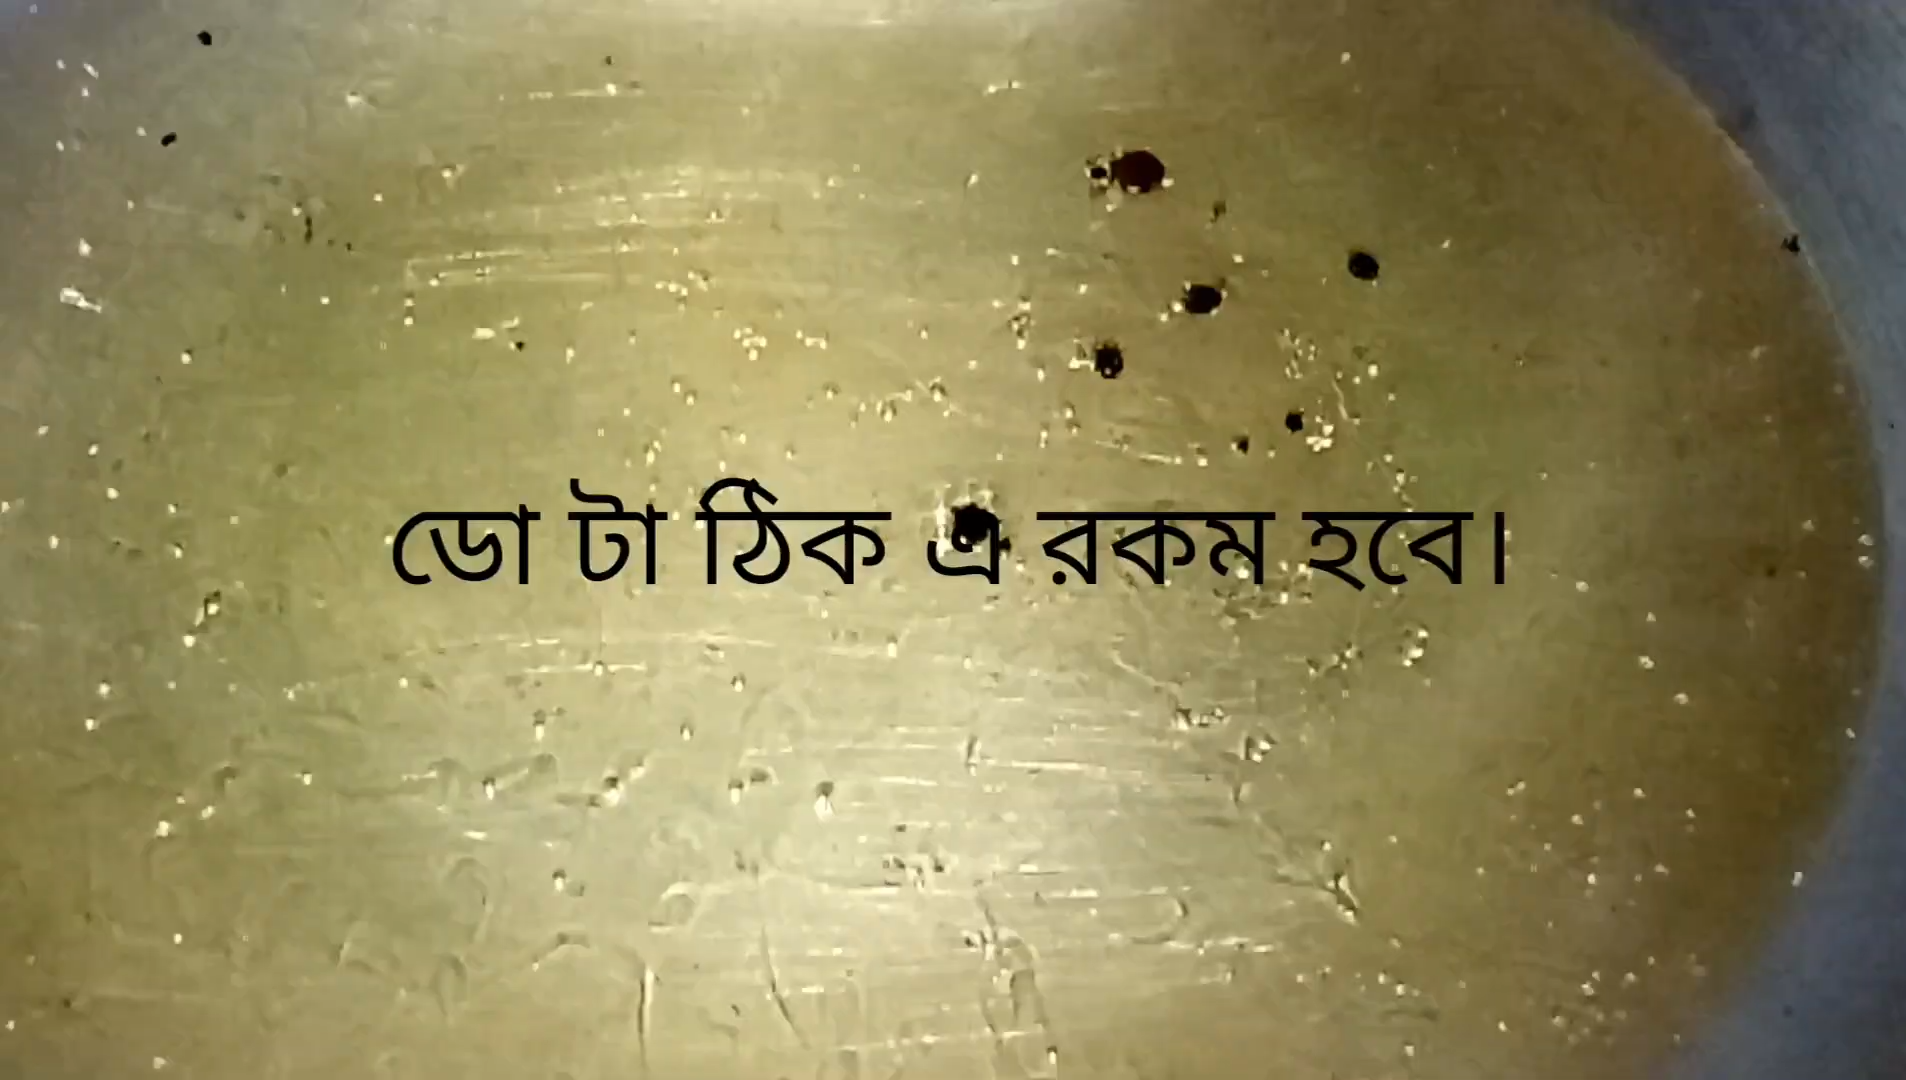 ডো টা ঠিক এ রকম হবে।